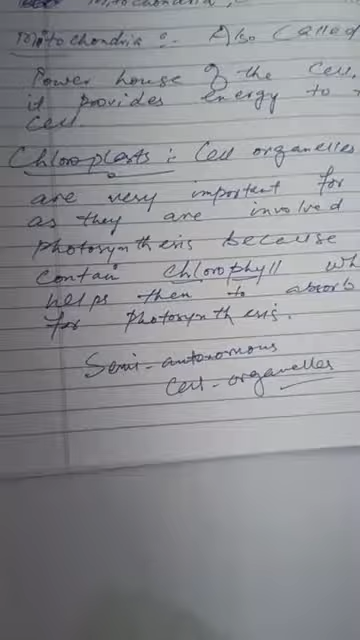 Mitochondria,
Mitochondria :- Also Called
Power house of the Cell,
it provides energy to
Cell.
Chloroplasts : Cell organelles
are very important for
as they are involved
photosynthesis because
contain Chlorophyll wh
helps then to absorb
for photosynthesis.
Semi-autonomous
Cell-organelles